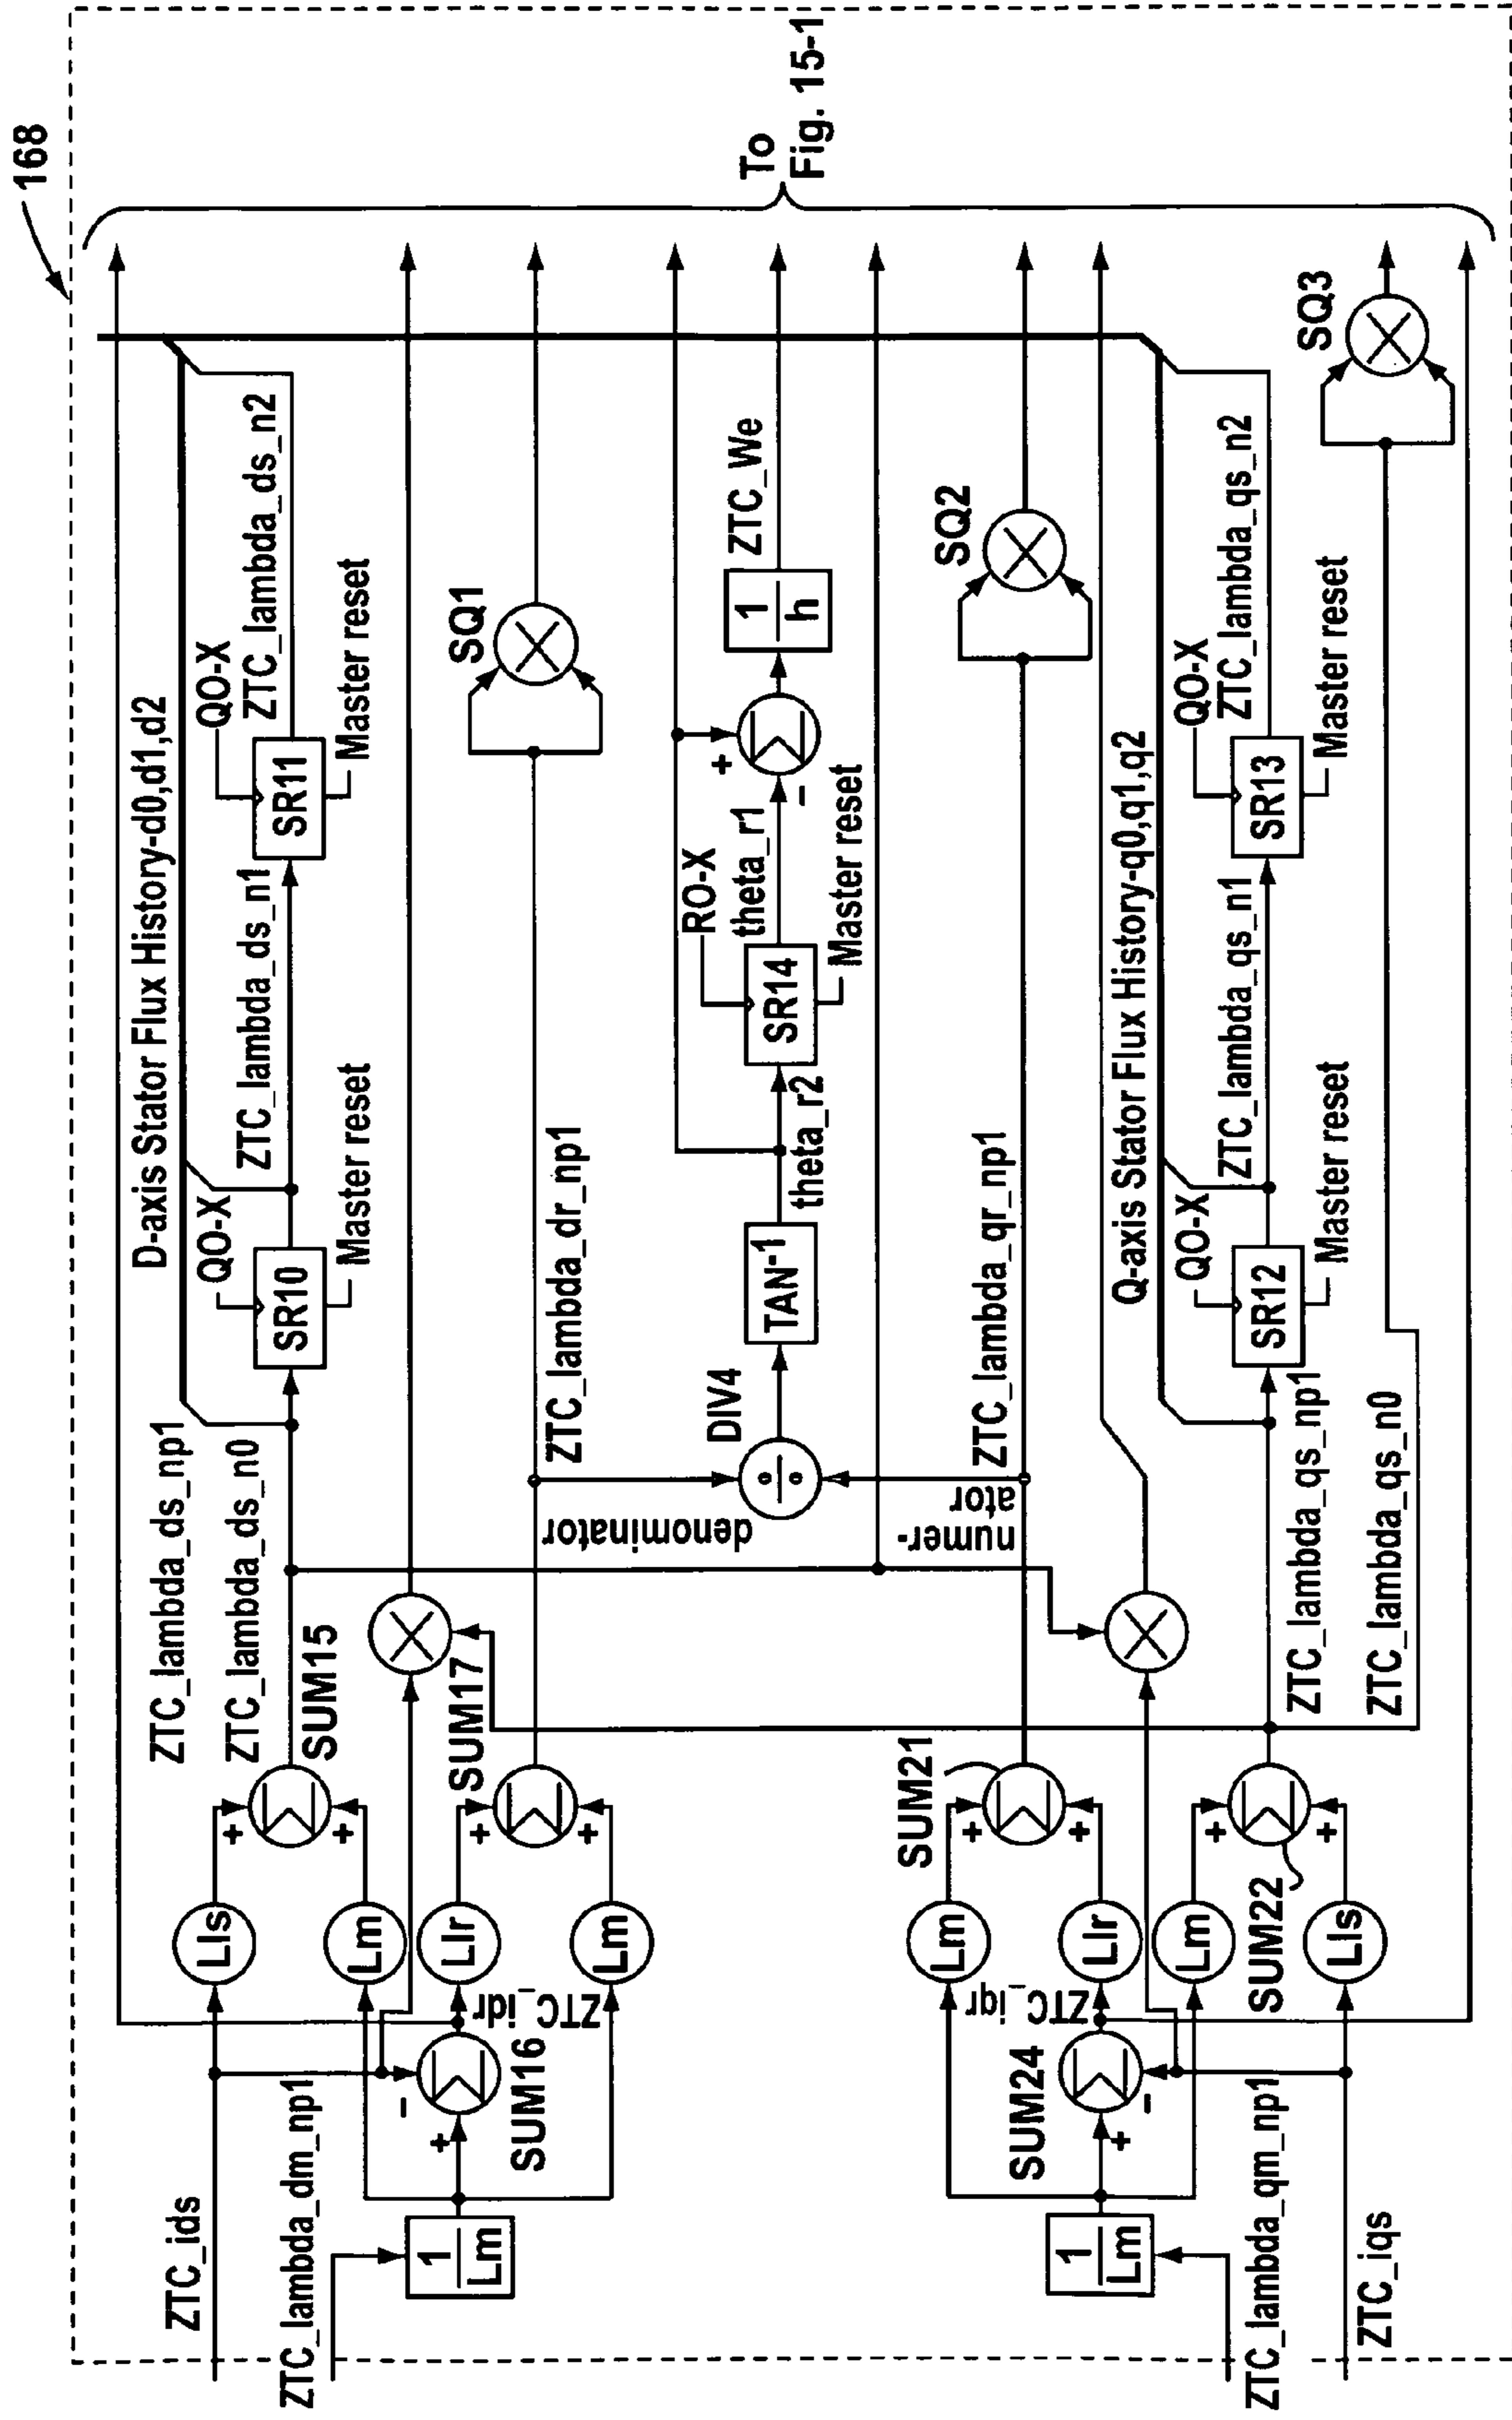 168
ZTC_ids
ZTC_lambda_dm_np1
1
Lm
+
-
SUM16
ZTC_idr
Lls
Lm
Llr
Lm
+
+
SUM15
+
+
SUM17
ZTC_lambda_ds_np1
ZTC_lambda_ds_n0
D-axis Stator Flux History-d0,d1,d2
QO-X
SR10
Master reset
ZTC_lambda_ds_n1
QO-X
SR11
Master reset
ZTC_lambda_ds_n2
ZTC_lambda_dr_np1
SQ1
denominator
DIV4
numer-
ator
TAN-1
theta_r2
RO-X
SR14
theta_r1
Master reset
+
-
1
h
ZTC_We
To
Fig. 15-1
ZTC_lambda_qr_np1
SQ2
ZTC_lambda_qm_np1
ZTC_iqs
1
Lm
+
-
SUM24
ZTC_iqr
Lm
Llr
Lm
Lls
SUM21
+
+
+
+
SUM22
ZTC_lambda_qs_np1
ZTC_lambda_qs_n0
Q-axis Stator Flux History-q0,q1,q2
QO-X
SR12
Master reset
ZTC_lambda_qs_n1
QO-X
SR13
Master reset
ZTC_lambda_qs_n2
SQ3